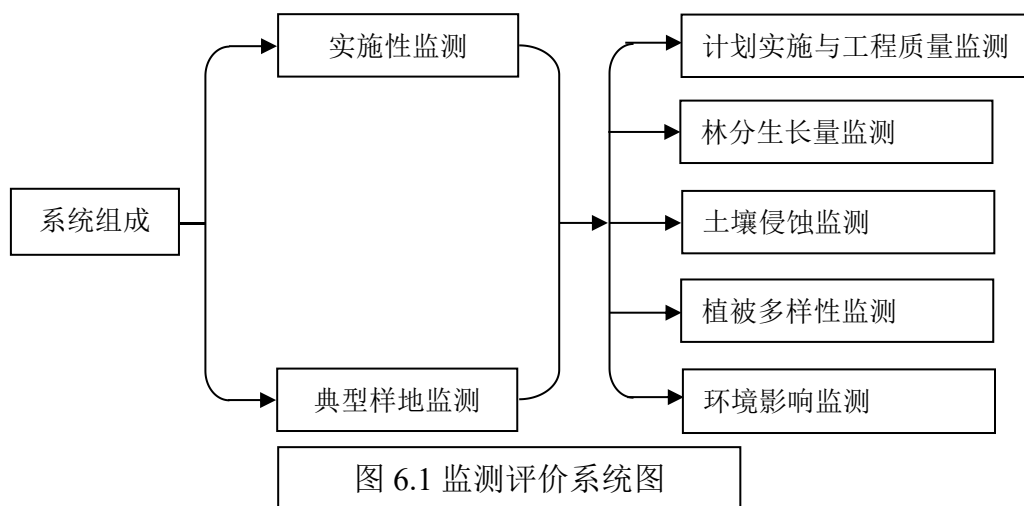 系统组成
实施性监测
典型样地监测
计划实施与工程质量监测
林分生长量监测
土壤侵蚀监测
植被多样性监测
环境影响监测
图 6.1 监测评价系统图